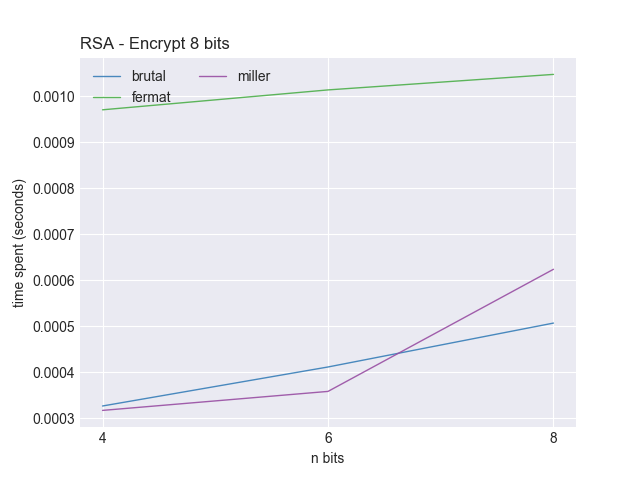 RSA - Encrypt 8 bits
brutal
miller
fermat
0.0010
0.0009
0.0008
0.0007
0.0006
0.0005
0.0004
0.0003
time spent (seconds)
4
6
8
n bits